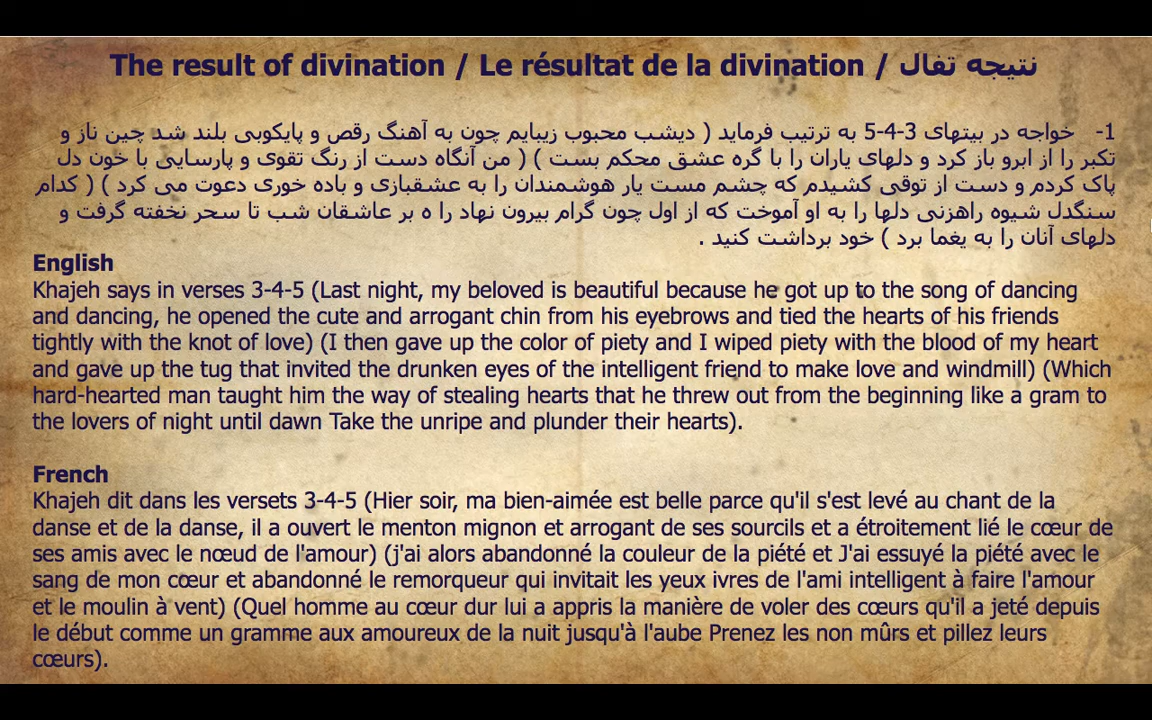 The result of divination / Le résultat de la divination / نتیجه تفال
1- خواجه در بیتهای 3-4-5 به ترتیب فرماید ( دیشب محبوب زیبایم چون به آهنگ رقص و پایکوبی بلند شد چین ناز و
تکبر را از ابرو باز کرد و دلهای یاران را با گره عشق محکم بست ) ( من آنگاه دست از رنگ تقوی و پارسایی با خون دل
پاک کردم و دست از توقی کشیدم که چشم مست یار هوشمندان را به عشقبازی و باده خوری دعوت می کرد ) ( کدام
سنگدل شیوه راهزنی دلها را به او آموخت که از اول چون گرام بیرون نهاد را ه بر عاشقان شب تا سحر نخفته گرفت و
دلهای آنان را به یغما برد ) خود برداشت کنید .
English
Khajeh says in verses 3-4-5 (Last night, my beloved is beautiful because he got up to the song of dancing
and dancing, he opened the cute and arrogant chin from his eyebrows and tied the hearts of his friends
tightly with the knot of love) (I then gave up the color of piety and I wiped piety with the blood of my heart
and gave up the tug that invited the drunken eyes of the intelligent friend to make love and windmill) (Which
hard-hearted man taught him the way of stealing hearts that he threw out from the beginning like a gram to
the lovers of night until dawn Take the unripe and plunder their hearts).
French
Khajeh dit dans les versets 3-4-5 (Hier soir, ma bien-aimée est belle parce qu'il s'est levé au chant de la
danse et de la danse, il a ouvert le menton mignon et arrogant de ses sourcils et a étroitement lié le cœur de
ses amis avec le nœud de l'amour) (j'ai alors abandonné la couleur de la piété et J'ai essuyé la piété avec le
sang de mon cœur et abandonné le remorqueur qui invitait les yeux ivres de l'ami intelligent à faire l'amour
et le moulin à vent) (Quel homme au cœur dur lui a appris la manière de voler des cœurs qu'il a jeté depuis
le début comme un gramme aux amoureux de la nuit jusqu'à l'aube Prenez les non mûrs et pillez leurs
cœurs).